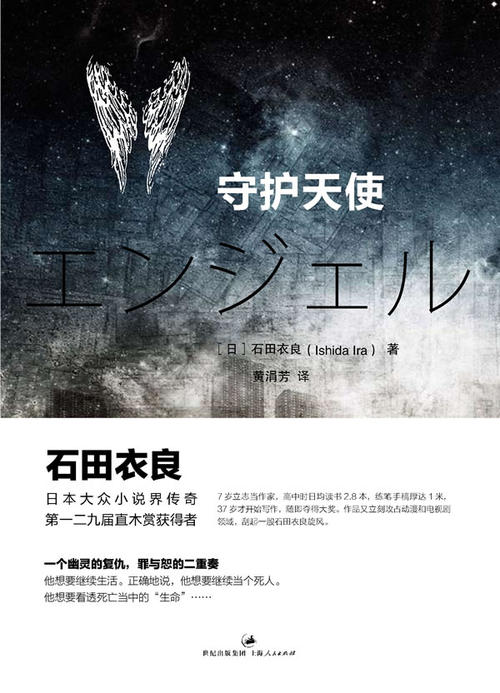 守护天使
エンジェル
［日］石田衣良（Ishida Ira） 著
黄涓芳 译
石田衣良
日本大众小说界传奇
第一二九届直木赏获得者
7岁立志当作家，高中时日均读书2.8本，练笔手稿厚达1米，
37岁才开始写作，随即夺得大奖。作品又立刻攻占动漫和电视剧
领域，刮起一股石田衣良旋风。
一个幽灵的复仇，罪与恕的二重奏
他想要继续生活。正确地说，他想要继续当个死人。
他想要看透死亡当中的“生命”……
世纪出版集团 上海人民出版社